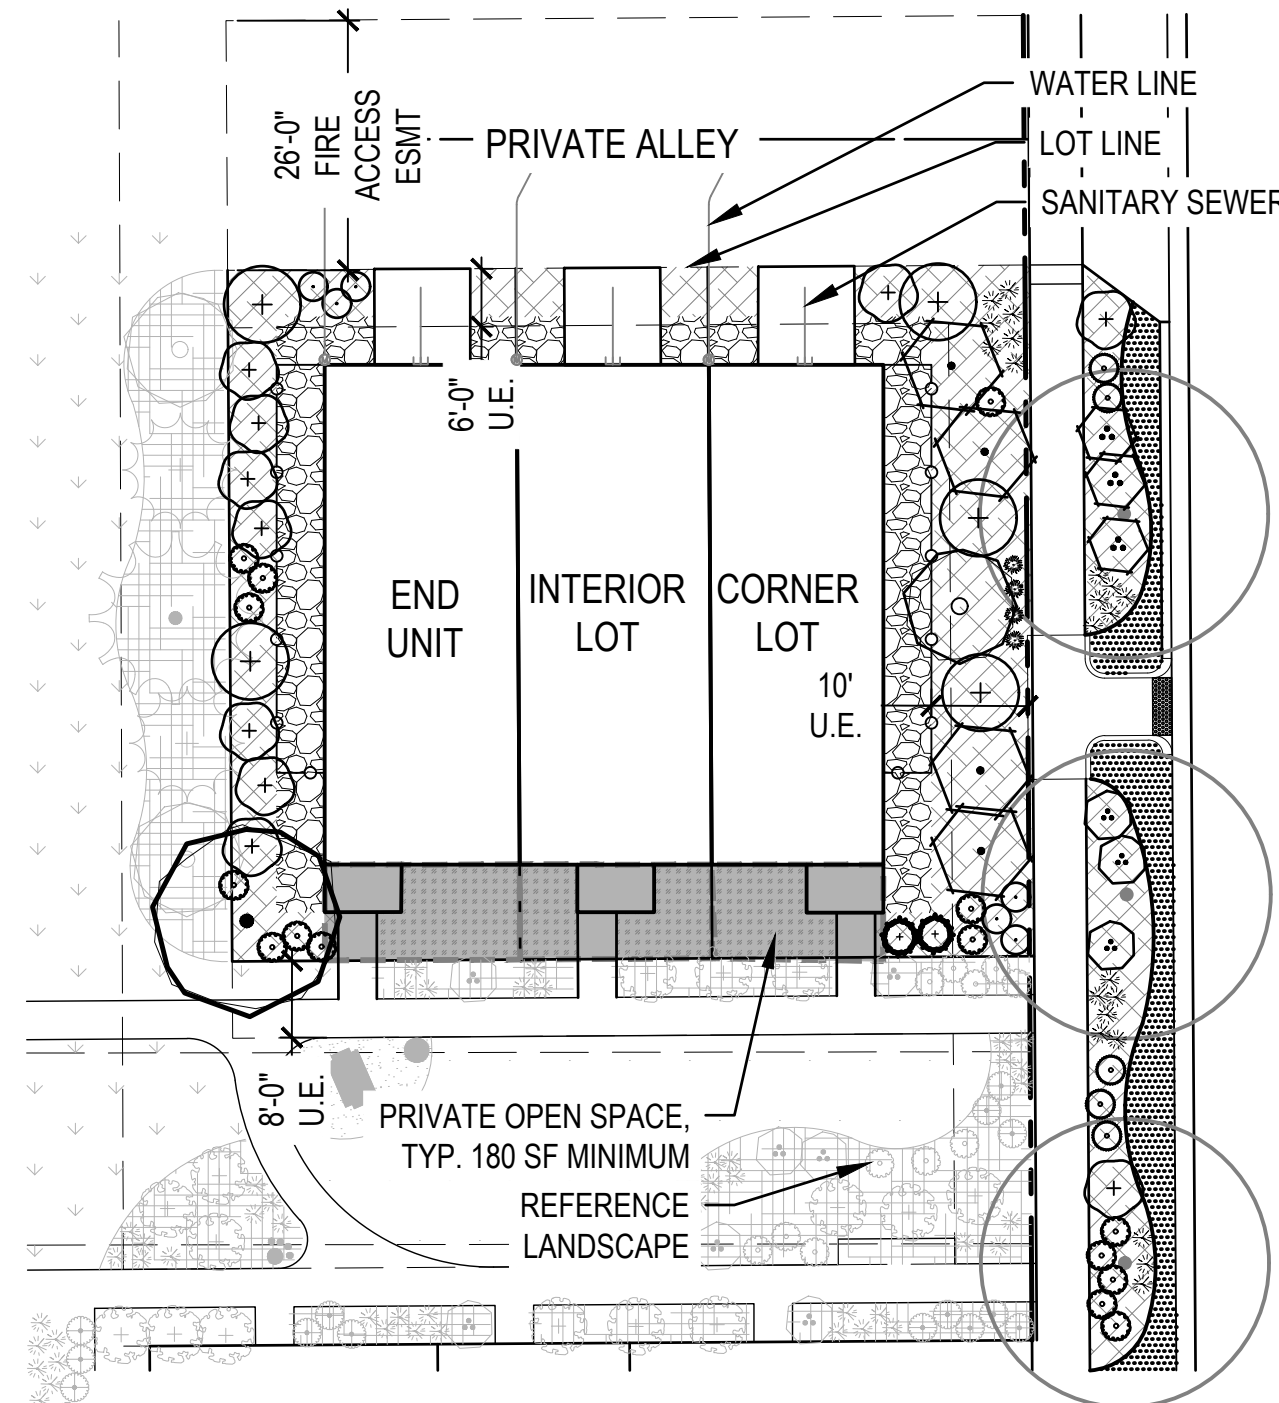 WATER LINE
26'-0"
FIRE
ACCESS
ESMT
PRIVATE ALLEY
LOT LINE
SANITARY SEWER
6'-0"
U.E.
END
UNIT
INTERIOR
LOT
CORNER
LOT
10'
U.E.
8'-0"
U.E.
PRIVATE OPEN SPACE,
TYP. 180 SF MINIMUM
REFERENCE
LANDSCAPE